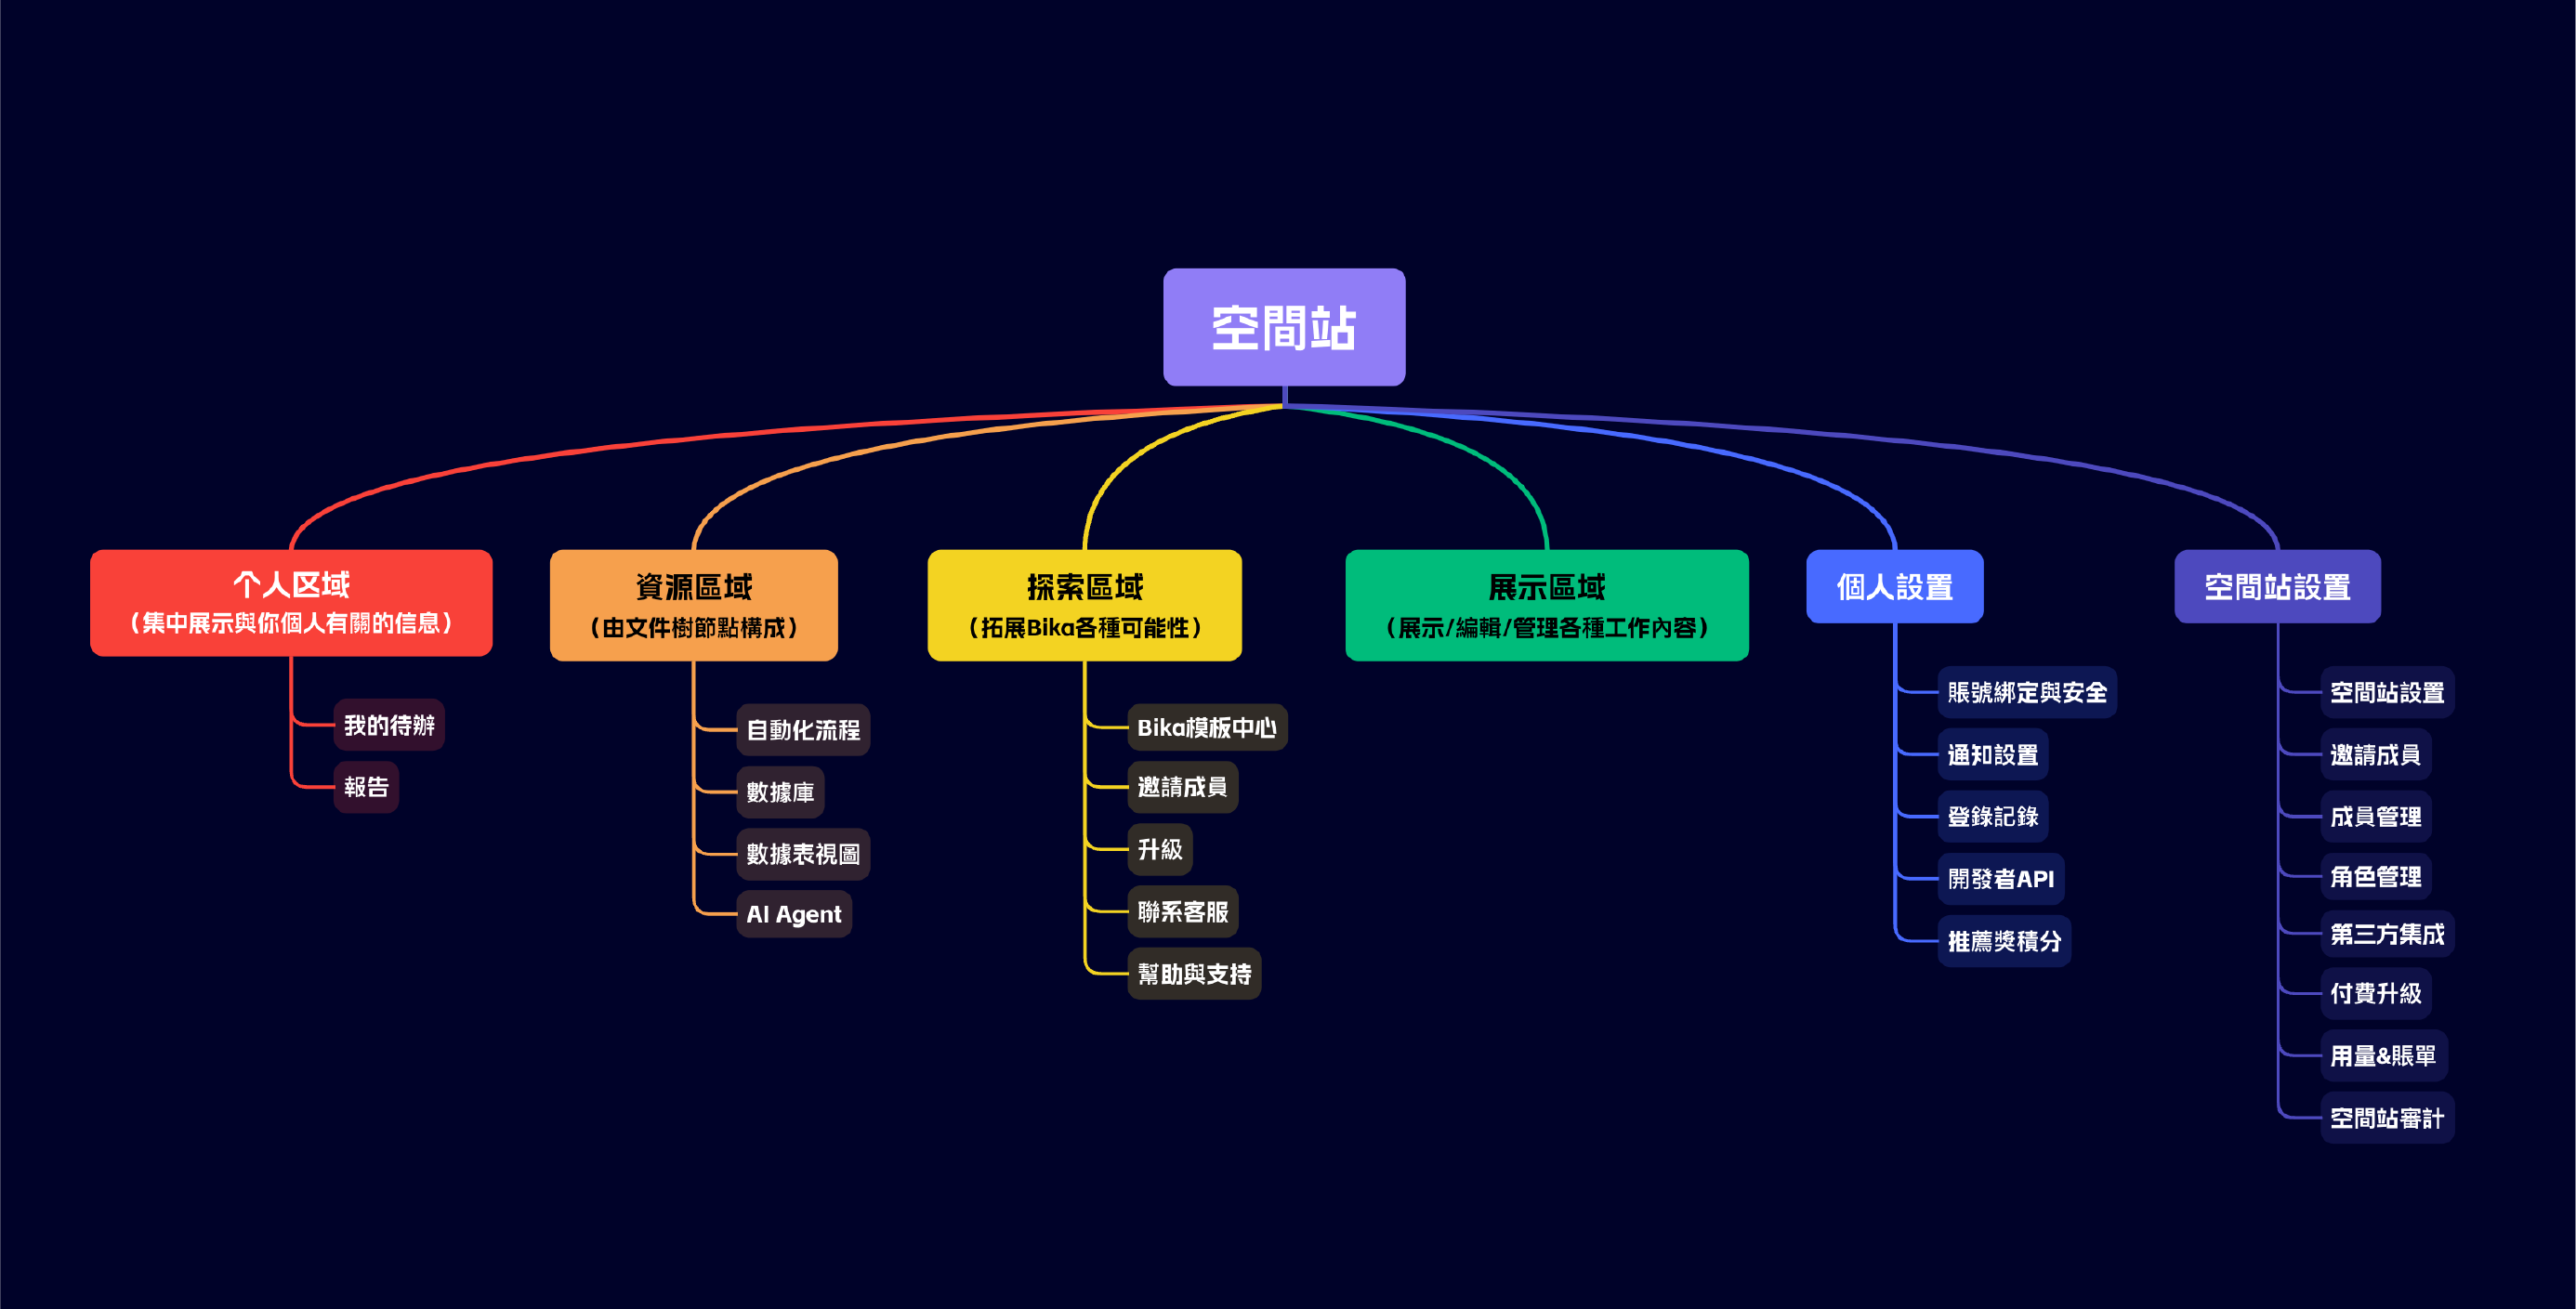 空間站
个人区域
（集中展示與你個人有關的信息）
我的待辦
報告
資源區域
（由文件樹節點構成）
自動化流程
數據庫
數據表視圖
AI Agent
探索區域
（拓展Bika各種可能性）
Bika模板中心
邀請成員
升級
聯系客服
幫助與支持
展示區域
（展示/編輯/管理各種工作內容）
個人設置
賬號綁定與安全
通知設置
登錄記錄
開發者API
推薦獎積分
空間站設置
空間站設置
邀請成員
成員管理
角色管理
第三方集成
付費升級
用量&賬單
空間站審計